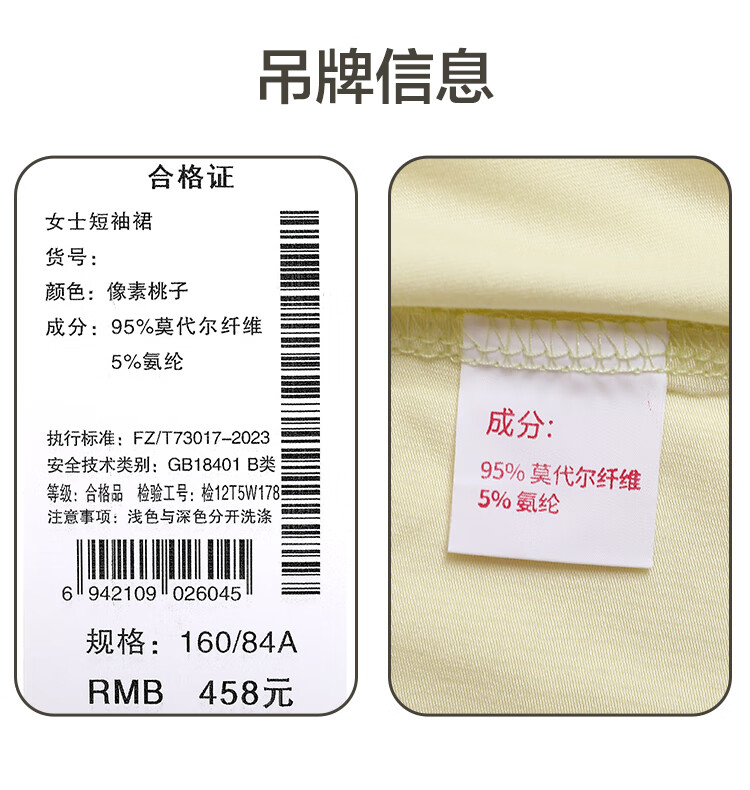 吊牌信息
合格证
女士短袖裙
货号：
颜色：像素桃子
成分：95%莫代尔纤维
5%氨纶
执行标准：FZ/T73017-2023
安全技术类别：GB18401 B类
等级：合格品 检验工号：检12T5W178
注意事项：浅色与深色分开洗涤
6 942109 026045
规格：160/84A
RMB 458元
成分：
95% 莫代尔纤维
5% 氨纶